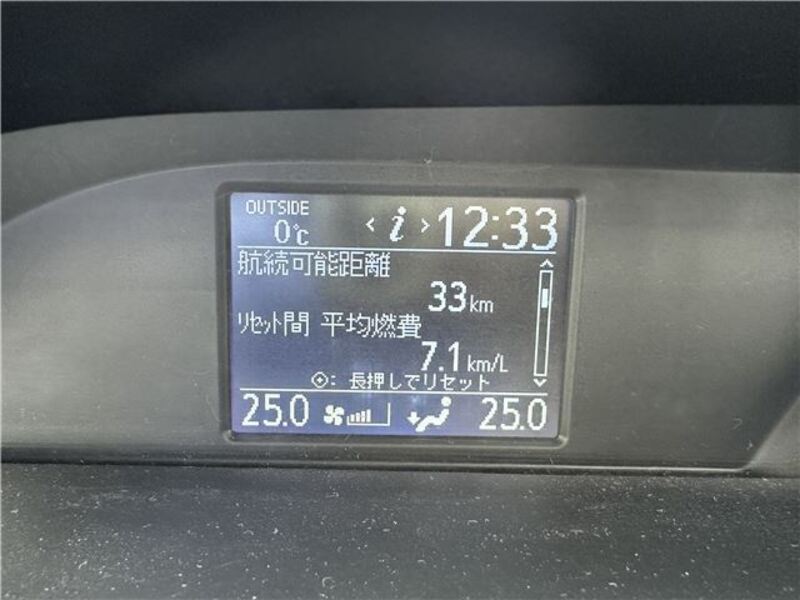 OUTSIDE
0℃
< i > 12:33
航続可能距離
33km
ﾘｾｯﾄ間 平均燃費
7.1km/L
⊙: 長押しでリセット
25.0 25.0